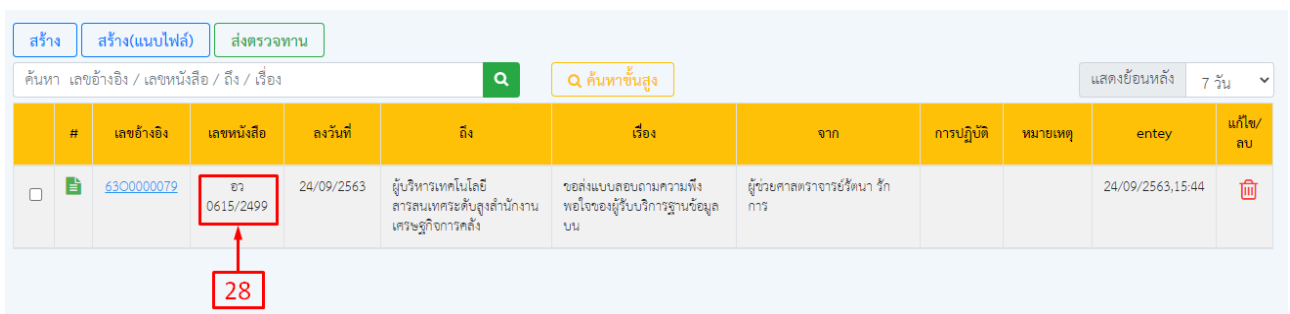 สร้าง สร้าง(แนบไฟล์) ส่งตรวจทาน
ค้นหา เลขอ้างอิง / เลขหนังสือ / ถึง / เรื่อง ค้นหาขั้นสูง แสดงย้อนหลัง 7 วัน
# เลขอ้างอิง เลขหนังสือ ลงวันที่ ถึง เรื่อง จาก การปฏิบัติ หมายเหตุ entey แก้ไข/
ลบ
63O0000079 อว 24/09/2563 ผู้บริหารเทคโนโลยี ขอส่งแบบสอบถามความพึง ผู้ช่วยศาสตราจารย์รัตนา รัก 24/09/2563,15:44
0615/2499 สารสนเทศระดับสูงสำนักงาน พอใจของผู้รับบริการฐานข้อมูล การ
เศรษฐกิจการคลัง บน
28